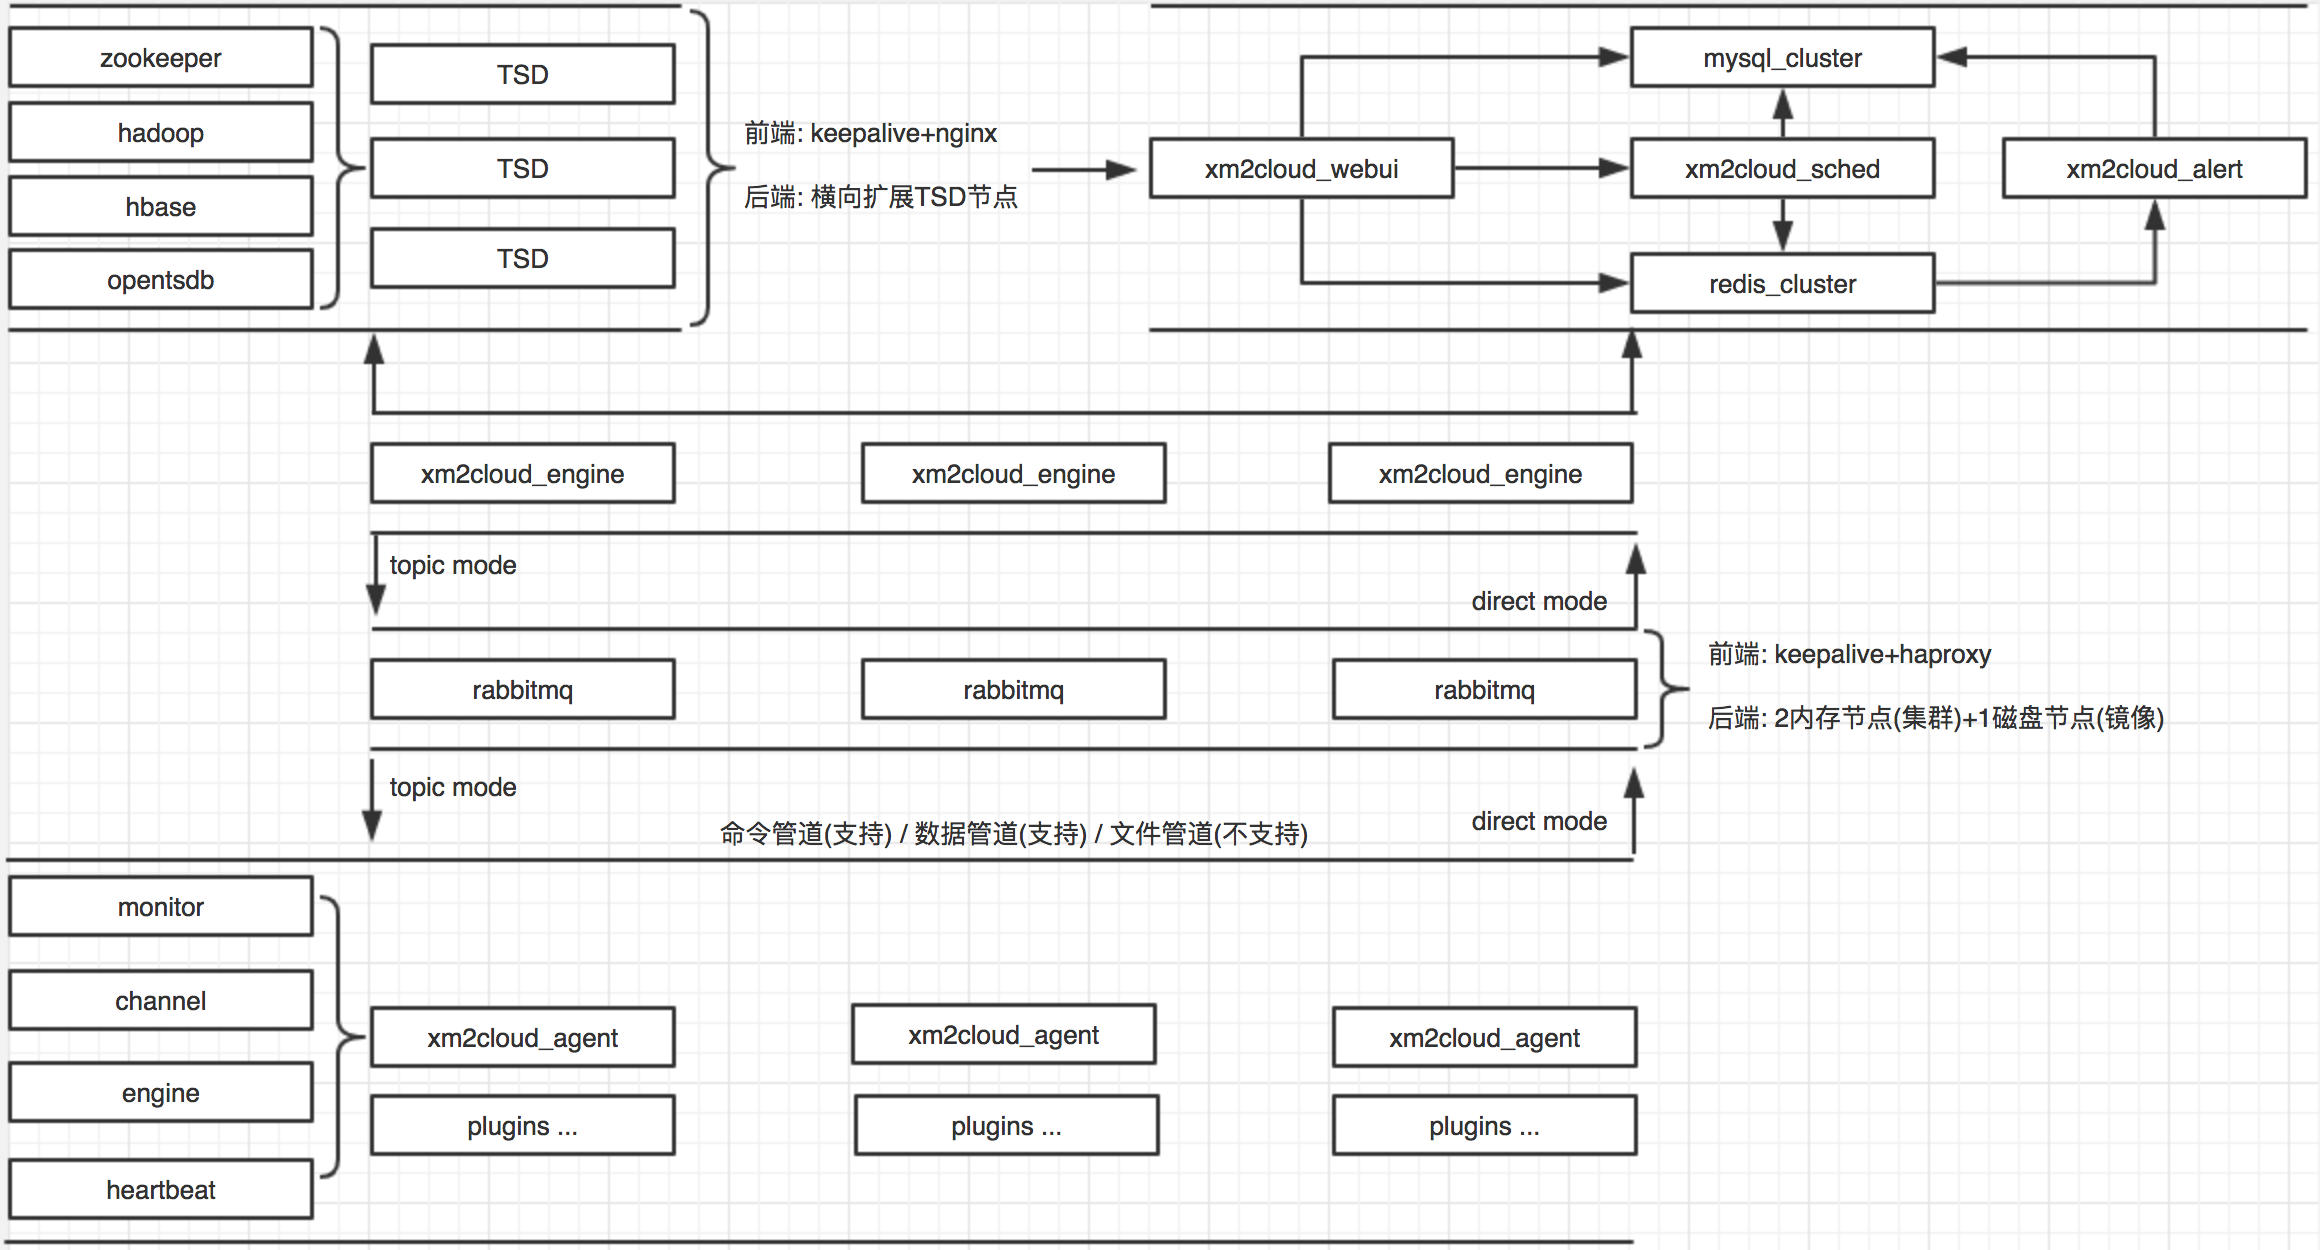 zookeeper
hadoop
hbase
opentsdb
TSD
TSD
TSD
前端: keepalive+nginx
后端: 横向扩展TSD节点
mysql_cluster
xm2cloud_webui
xm2cloud_sched
xm2cloud_alert
redis_cluster
xm2cloud_engine
xm2cloud_engine
xm2cloud_engine
topic mode
direct mode
rabbitmq
rabbitmq
rabbitmq
前端: keepalive+haproxy
后端: 2内存节点(集群)+1磁盘节点(镜像)
topic mode
命令管道(支持) / 数据管道(支持) / 文件管道(不支持)
direct mode
monitor
channel
engine
heartbeat
xm2cloud_agent
xm2cloud_agent
xm2cloud_agent
plugins ...
plugins ...
plugins ...